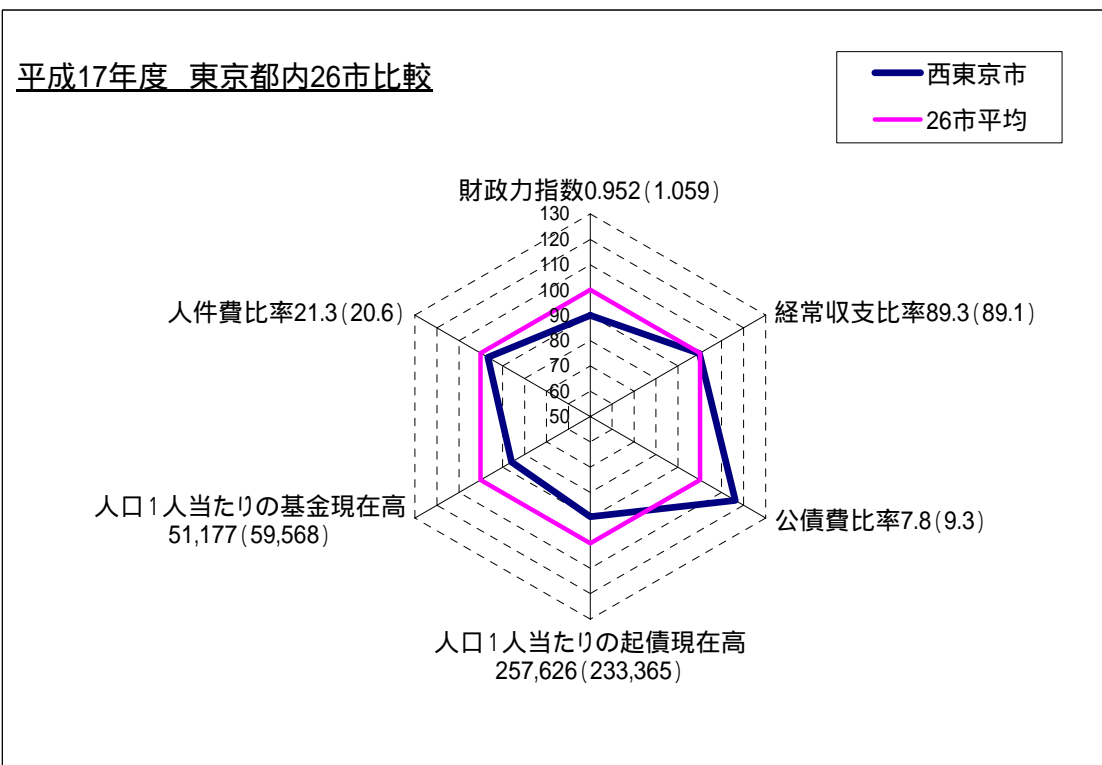 平成17年度　東京都内26市比較
西東京市
26市平均
財政力指数0.952(1.059)
130
120
110
100
90
80
70
60
50
経常収支比率89.3(89.1)
公債費比率7.8(9.3)
人口1人当たりの起債現在高
257,626(233,365)
人口1人当たりの基金現在高
51,177(59,568)
人件費比率21.3(20.6)